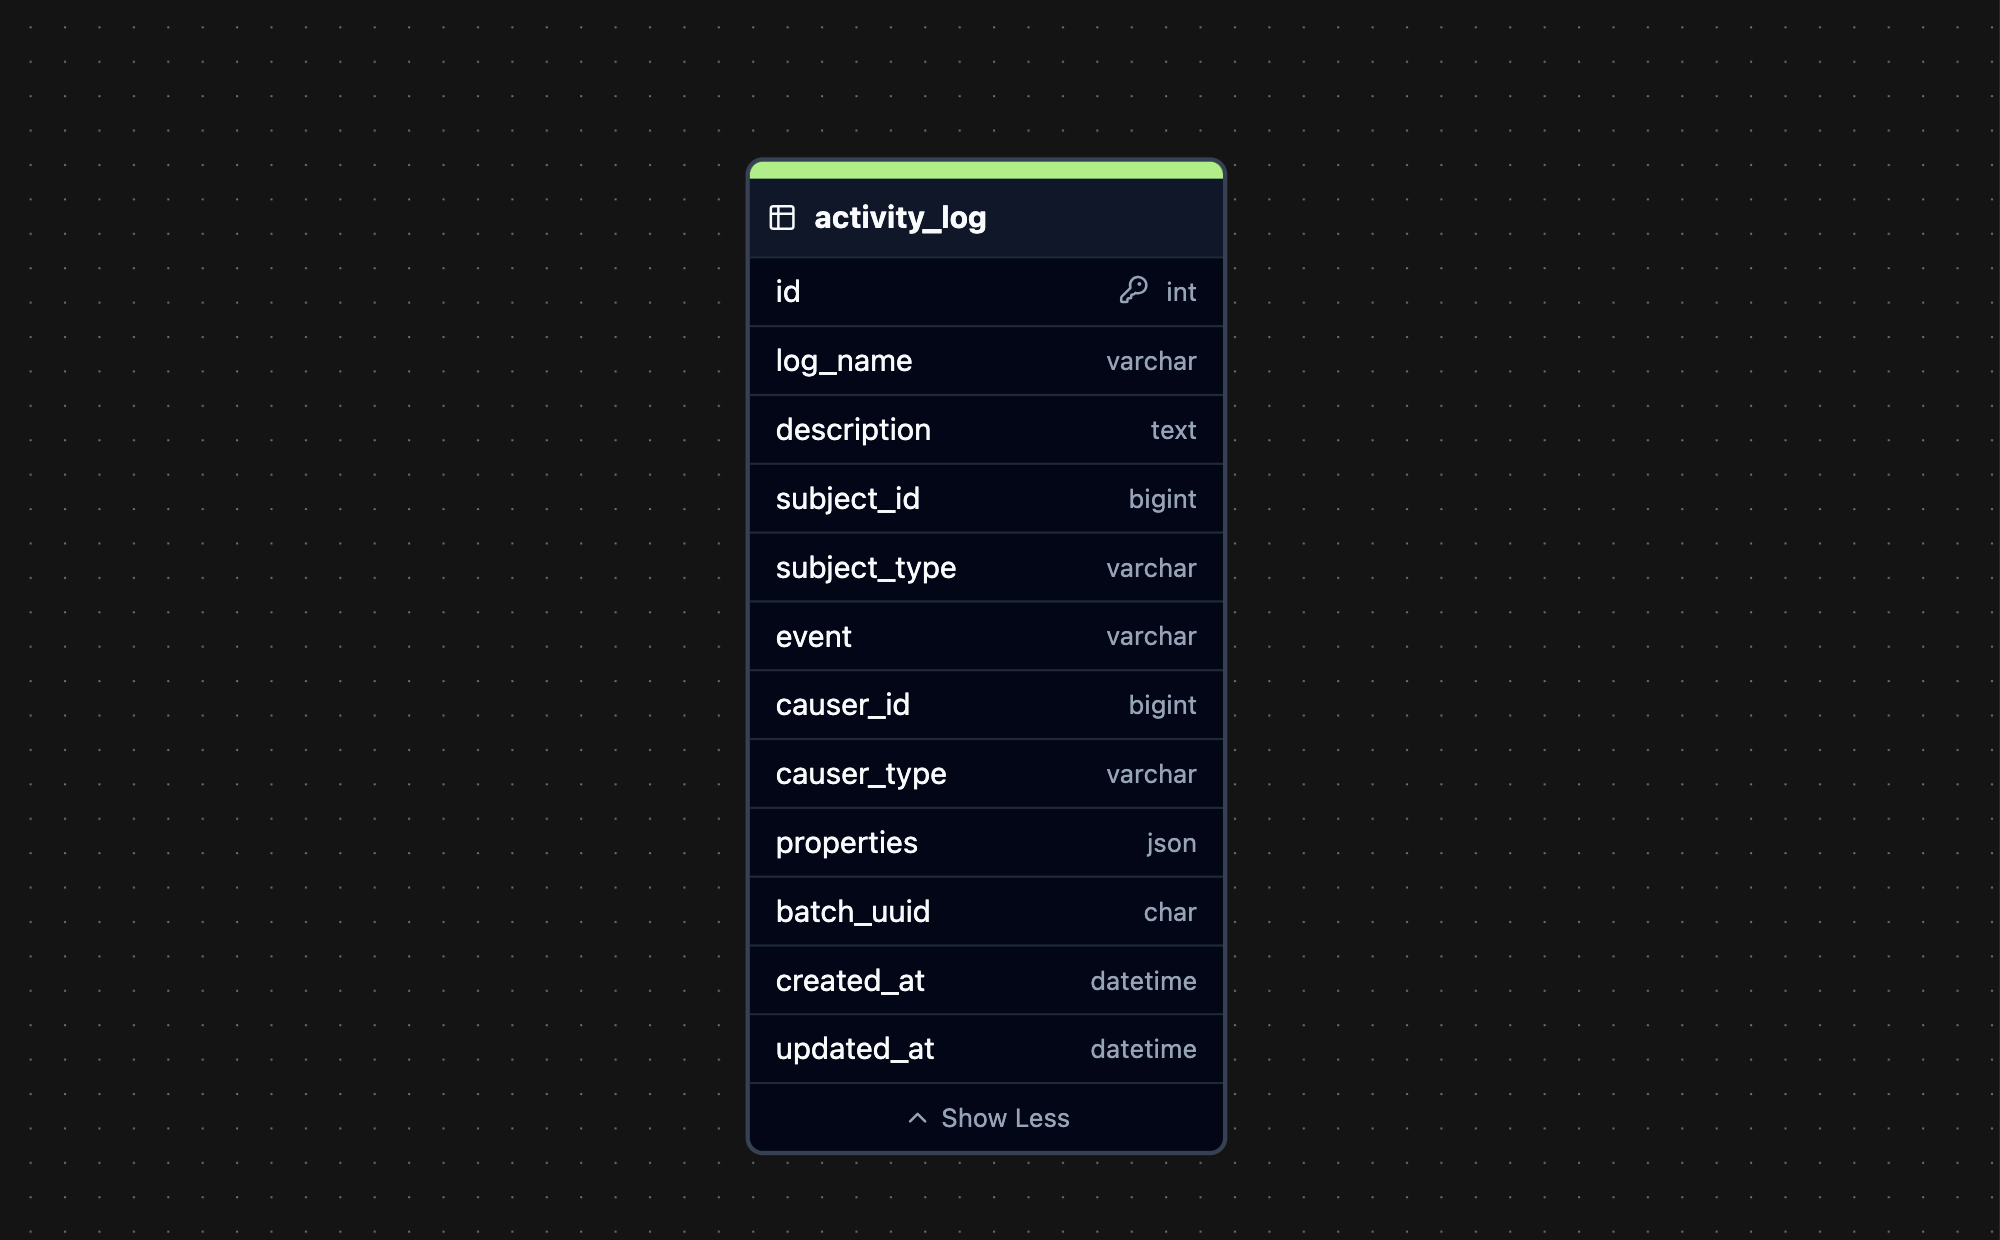 activity_log
id int
log_name varchar
description text
subject_id bigint
subject_type varchar
event varchar
causer_id bigint
causer_type varchar
properties json
batch_uuid char
created_at datetime
updated_at datetime
Show Less